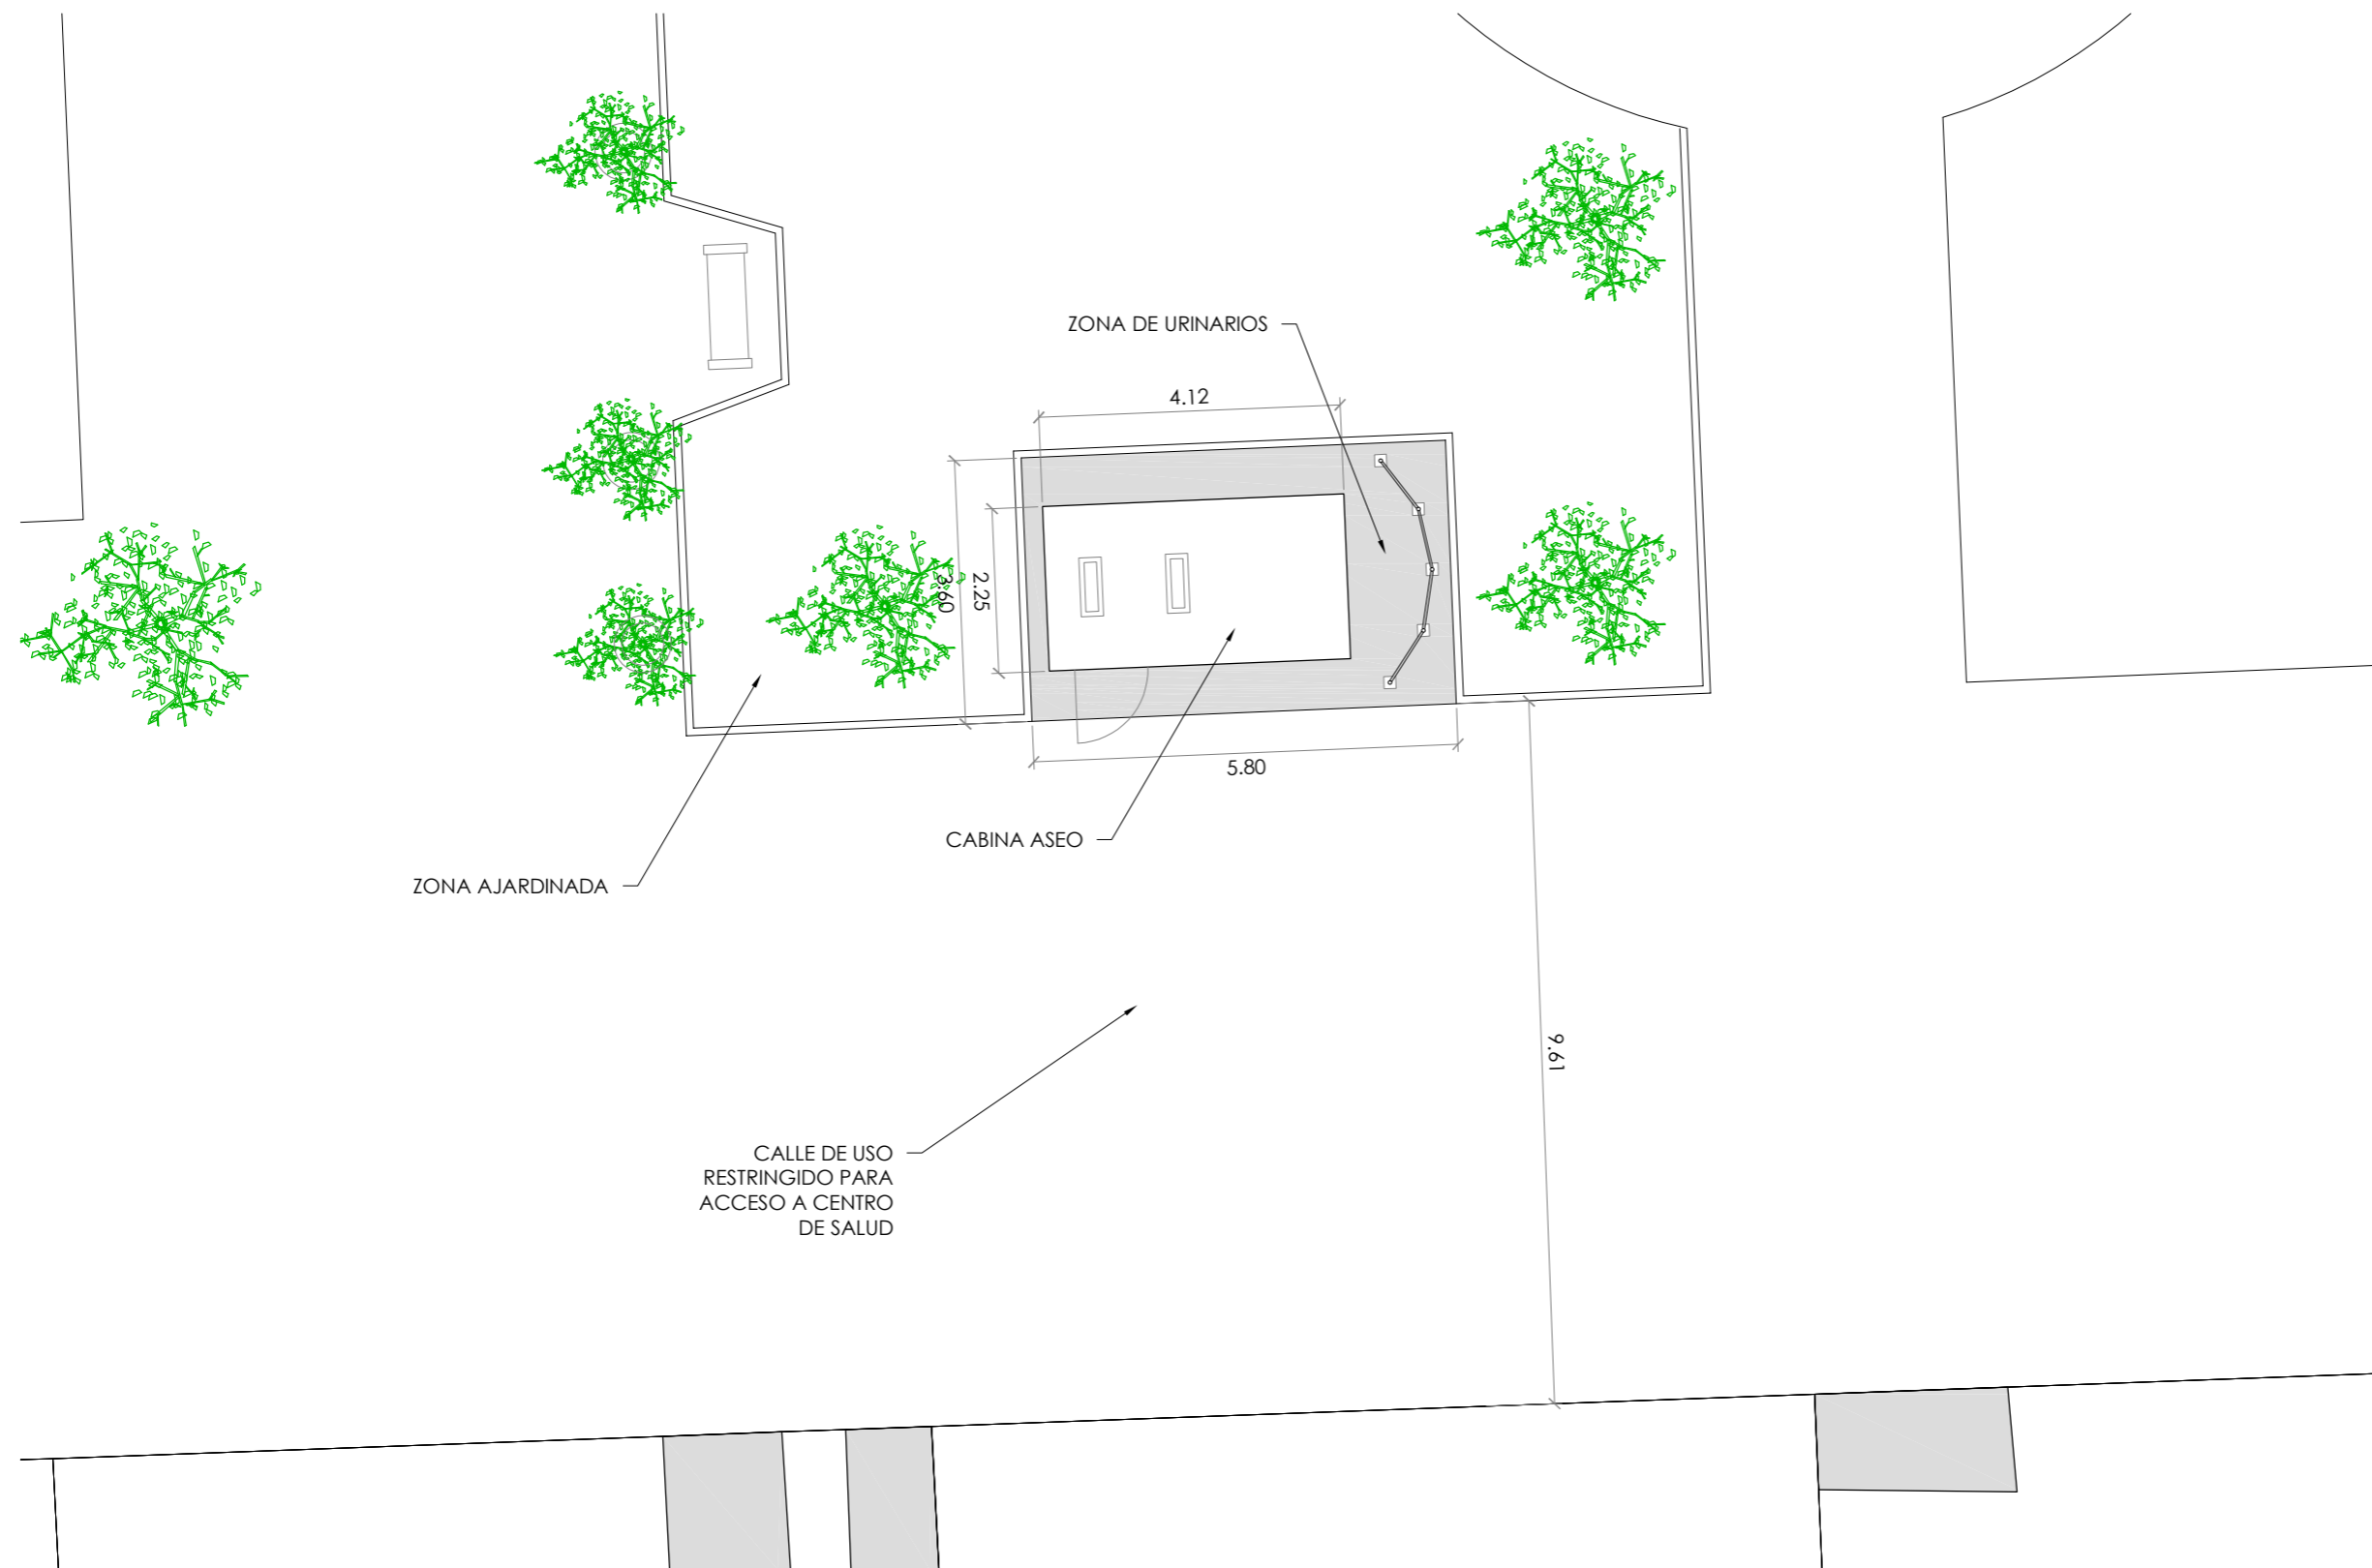 ZONA DE URINARIOS
4.12
2.25
3.60
5.80
CABINA ASEO
ZONA AJARDINADA
9.61
CALLE DE USO
RESTRINGIDO PARA
ACCESO A CENTRO
DE SALUD